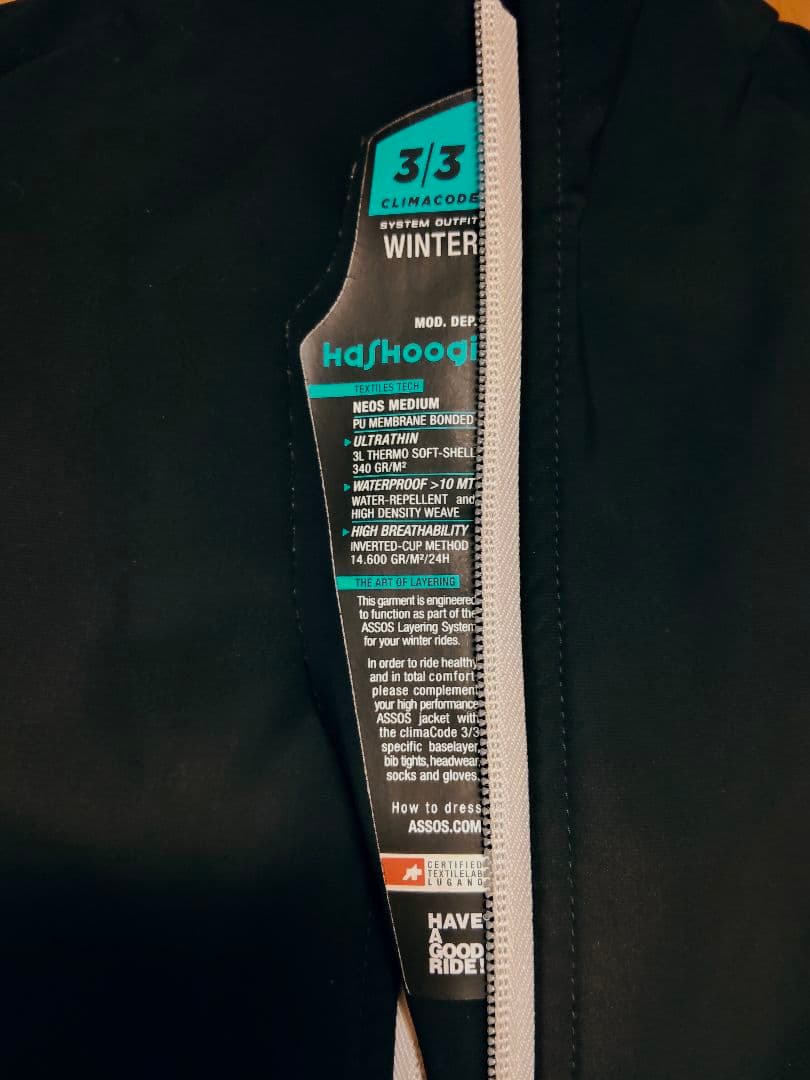 3/3
CLIMACODE
SYSTEM OUTFIT
WINTER
MOD. DEP.
HaShoogi
TEXTILES TECH
NEOS MEDIUM
PU MEMBRANE BONDED
ULTRATHIN
3L THERMO SOFT-SHELL
340 GR/M²
WATERPROOF >10 MT
WATER-REPELLENT and
HIGH DENSITY WEAVE
HIGH BREATHABILITY
INVERTED-CUP METHOD
14.600 GR/M²/24H
THE ART OF LAYERING
This garment is engineered
to function as part of the
ASSOS Layering System
for your winter rides.
In order to ride healthy
and in total comfort
please complement
your high performance
ASSOS jacket with
the climaCode 3/3
specific baselayer,
bib tights, headwear,
socks and gloves.
How to dress
ASSOS.COM
CERTIFIED
TEXTILELAB
LUGANO
HAVE
A
GOOD
RIDE!